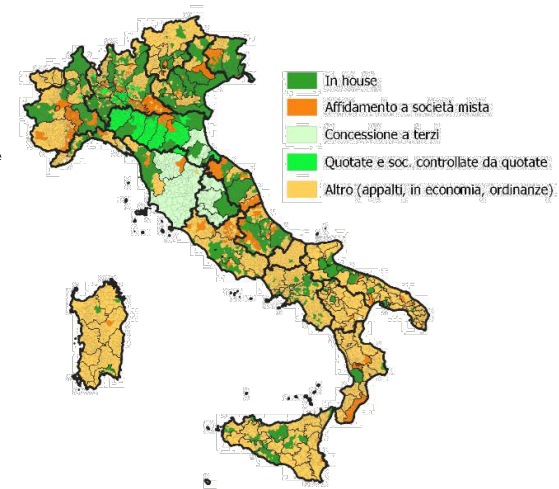 In house
Affidamento a società mista
Concessione a terzi
Quotate e soc. controllate da quotate
Altro (appalti, in economia, ordinanze)
e